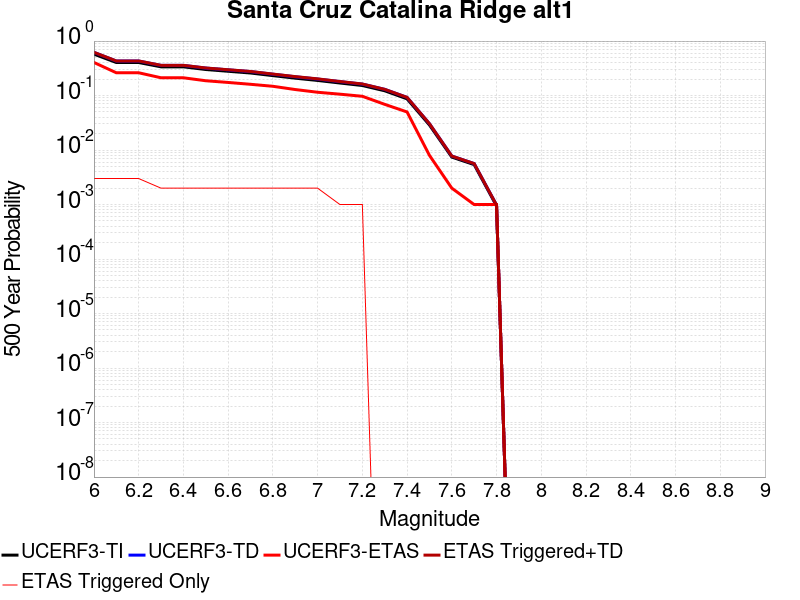 Santa Cruz Catalina Ridge alt1
10^0
10^-1
10^-2
10^-3
10^-4
10^-5
10^-6
10^-7
10^-8
500 Year Probability
6 6.2 6.4 6.6 6.8 7 7.2 7.4 7.6 7.8 8 8.2 8.4 8.6 8.8 9
Magnitude
UCERF3-TI UCERF3-TD UCERF3-ETAS ETAS Triggered+TD
ETAS Triggered Only